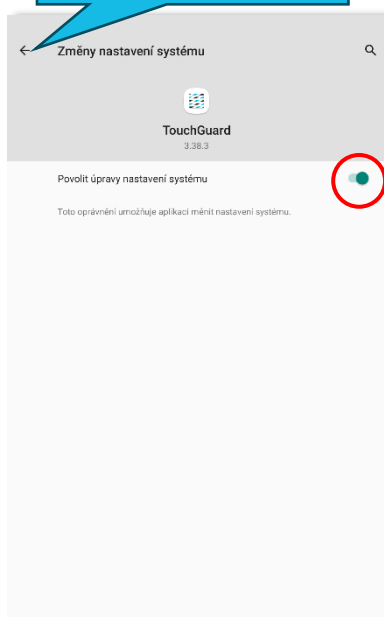 Změny nastavení systému
TouchGuard
3.38.3
Povolit úpravy nastavení systému
Toto oprávnění umožňuje aplikaci měnit nastavení systému.